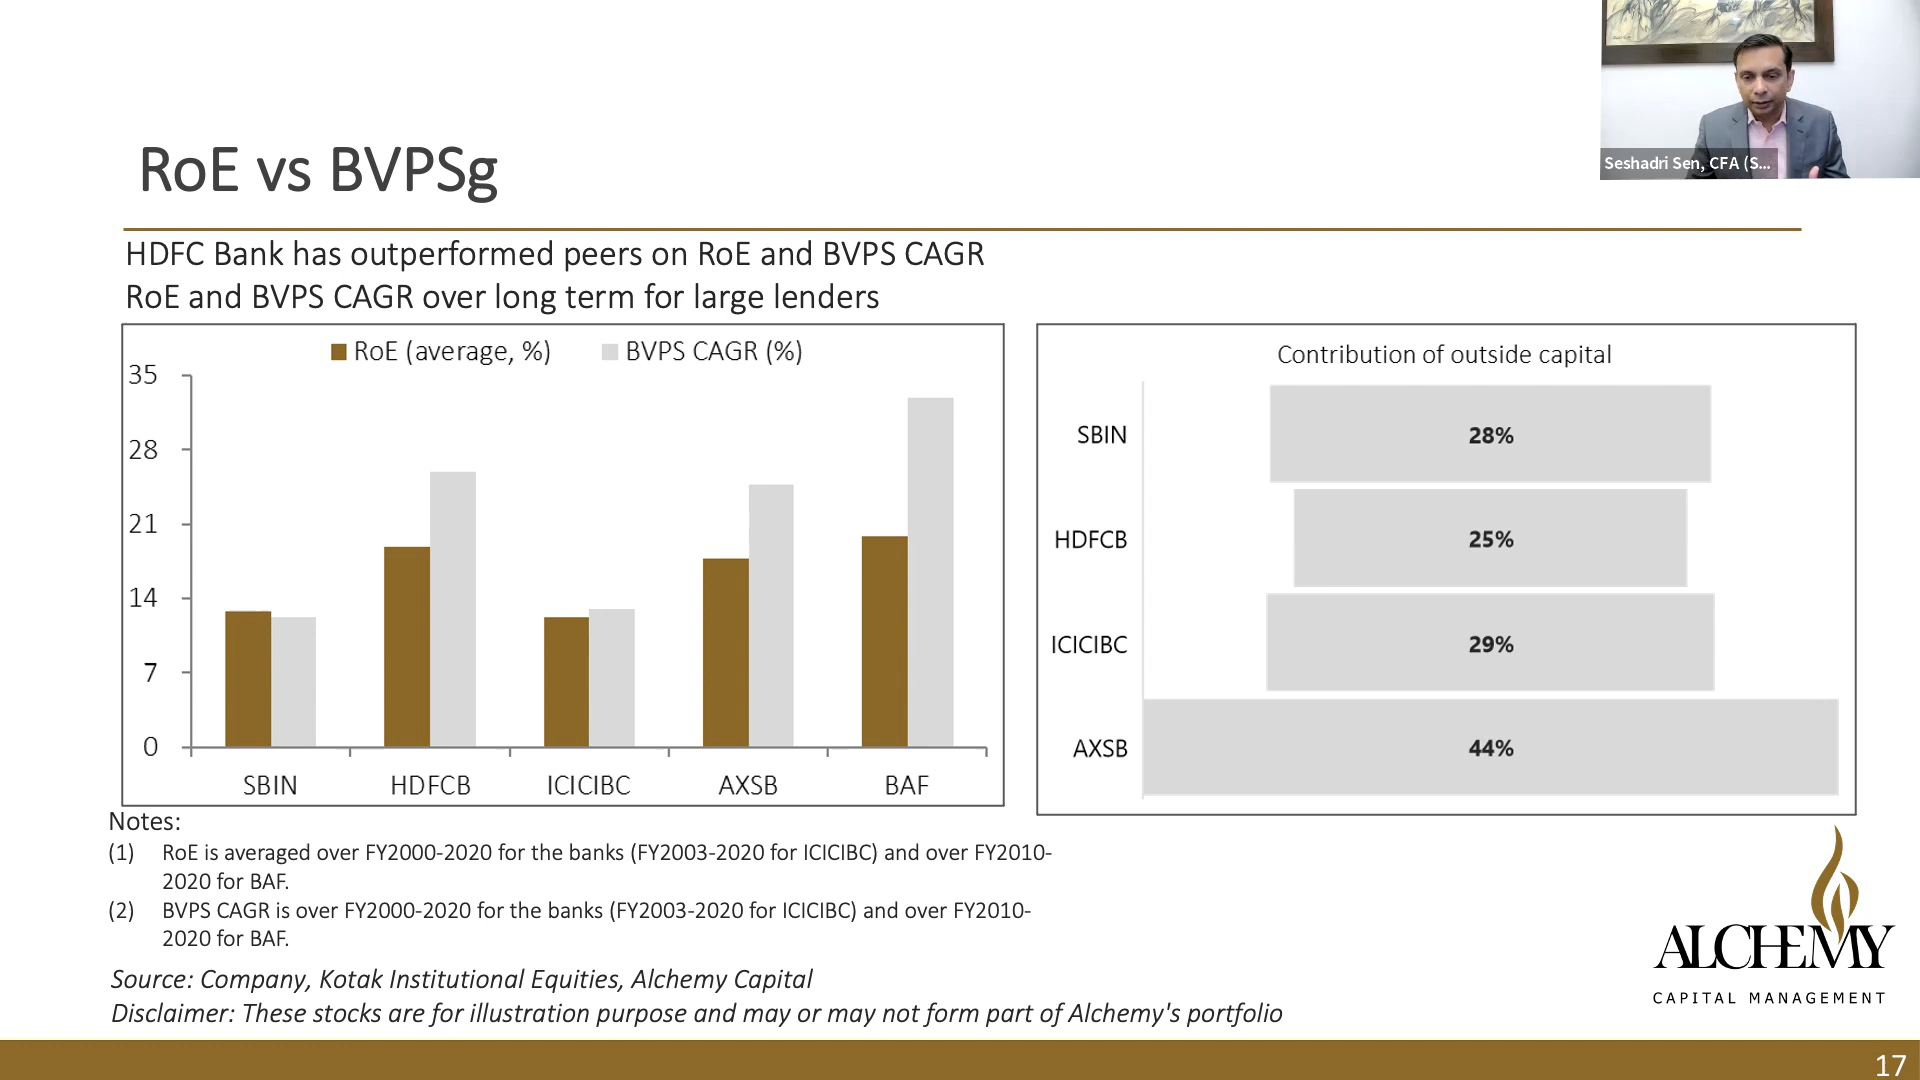 Seshadri Sen, CFA (S...
RoE vs BVPSg
HDFC Bank has outperformed peers on RoE and BVPS CAGR
RoE and BVPS CAGR over long term for large lenders
RoE (average, %) BVPS CAGR (%)
35
28
21
14
7
0
SBIN HDFCB ICICIBC AXSB BAF
Contribution of outside capital
SBIN 28%
HDFCB 25%
ICICIBC 29%
AXSB 44%
Notes:
(1) RoE is averaged over FY2000-2020 for the banks (FY2003-2020 for ICICIBC) and over FY2010-
2020 for BAF.
(2) BVPS CAGR is over FY2000-2020 for the banks (FY2003-2020 for ICICIBC) and over FY2010-
2020 for BAF.
Source: Company, Kotak Institutional Equities, Alchemy Capital
Disclaimer: These stocks are for illustration purpose and may or may not form part of Alchemy's portfolio
ALCHEMY
CAPITAL MANAGEMENT
17